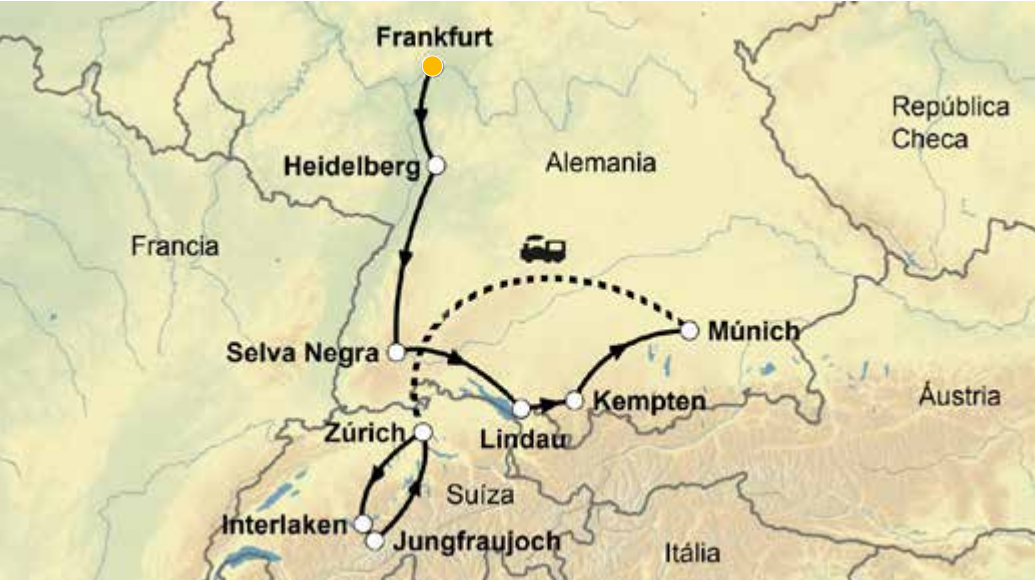 Frankfurt
República
Checa
Heidelberg
Alemania
Francia
Múnich
Selva Negra
Kempten
Áustria
Zúrich
Lindau
Suíza
Interlaken
Jungfraujoch
Itália